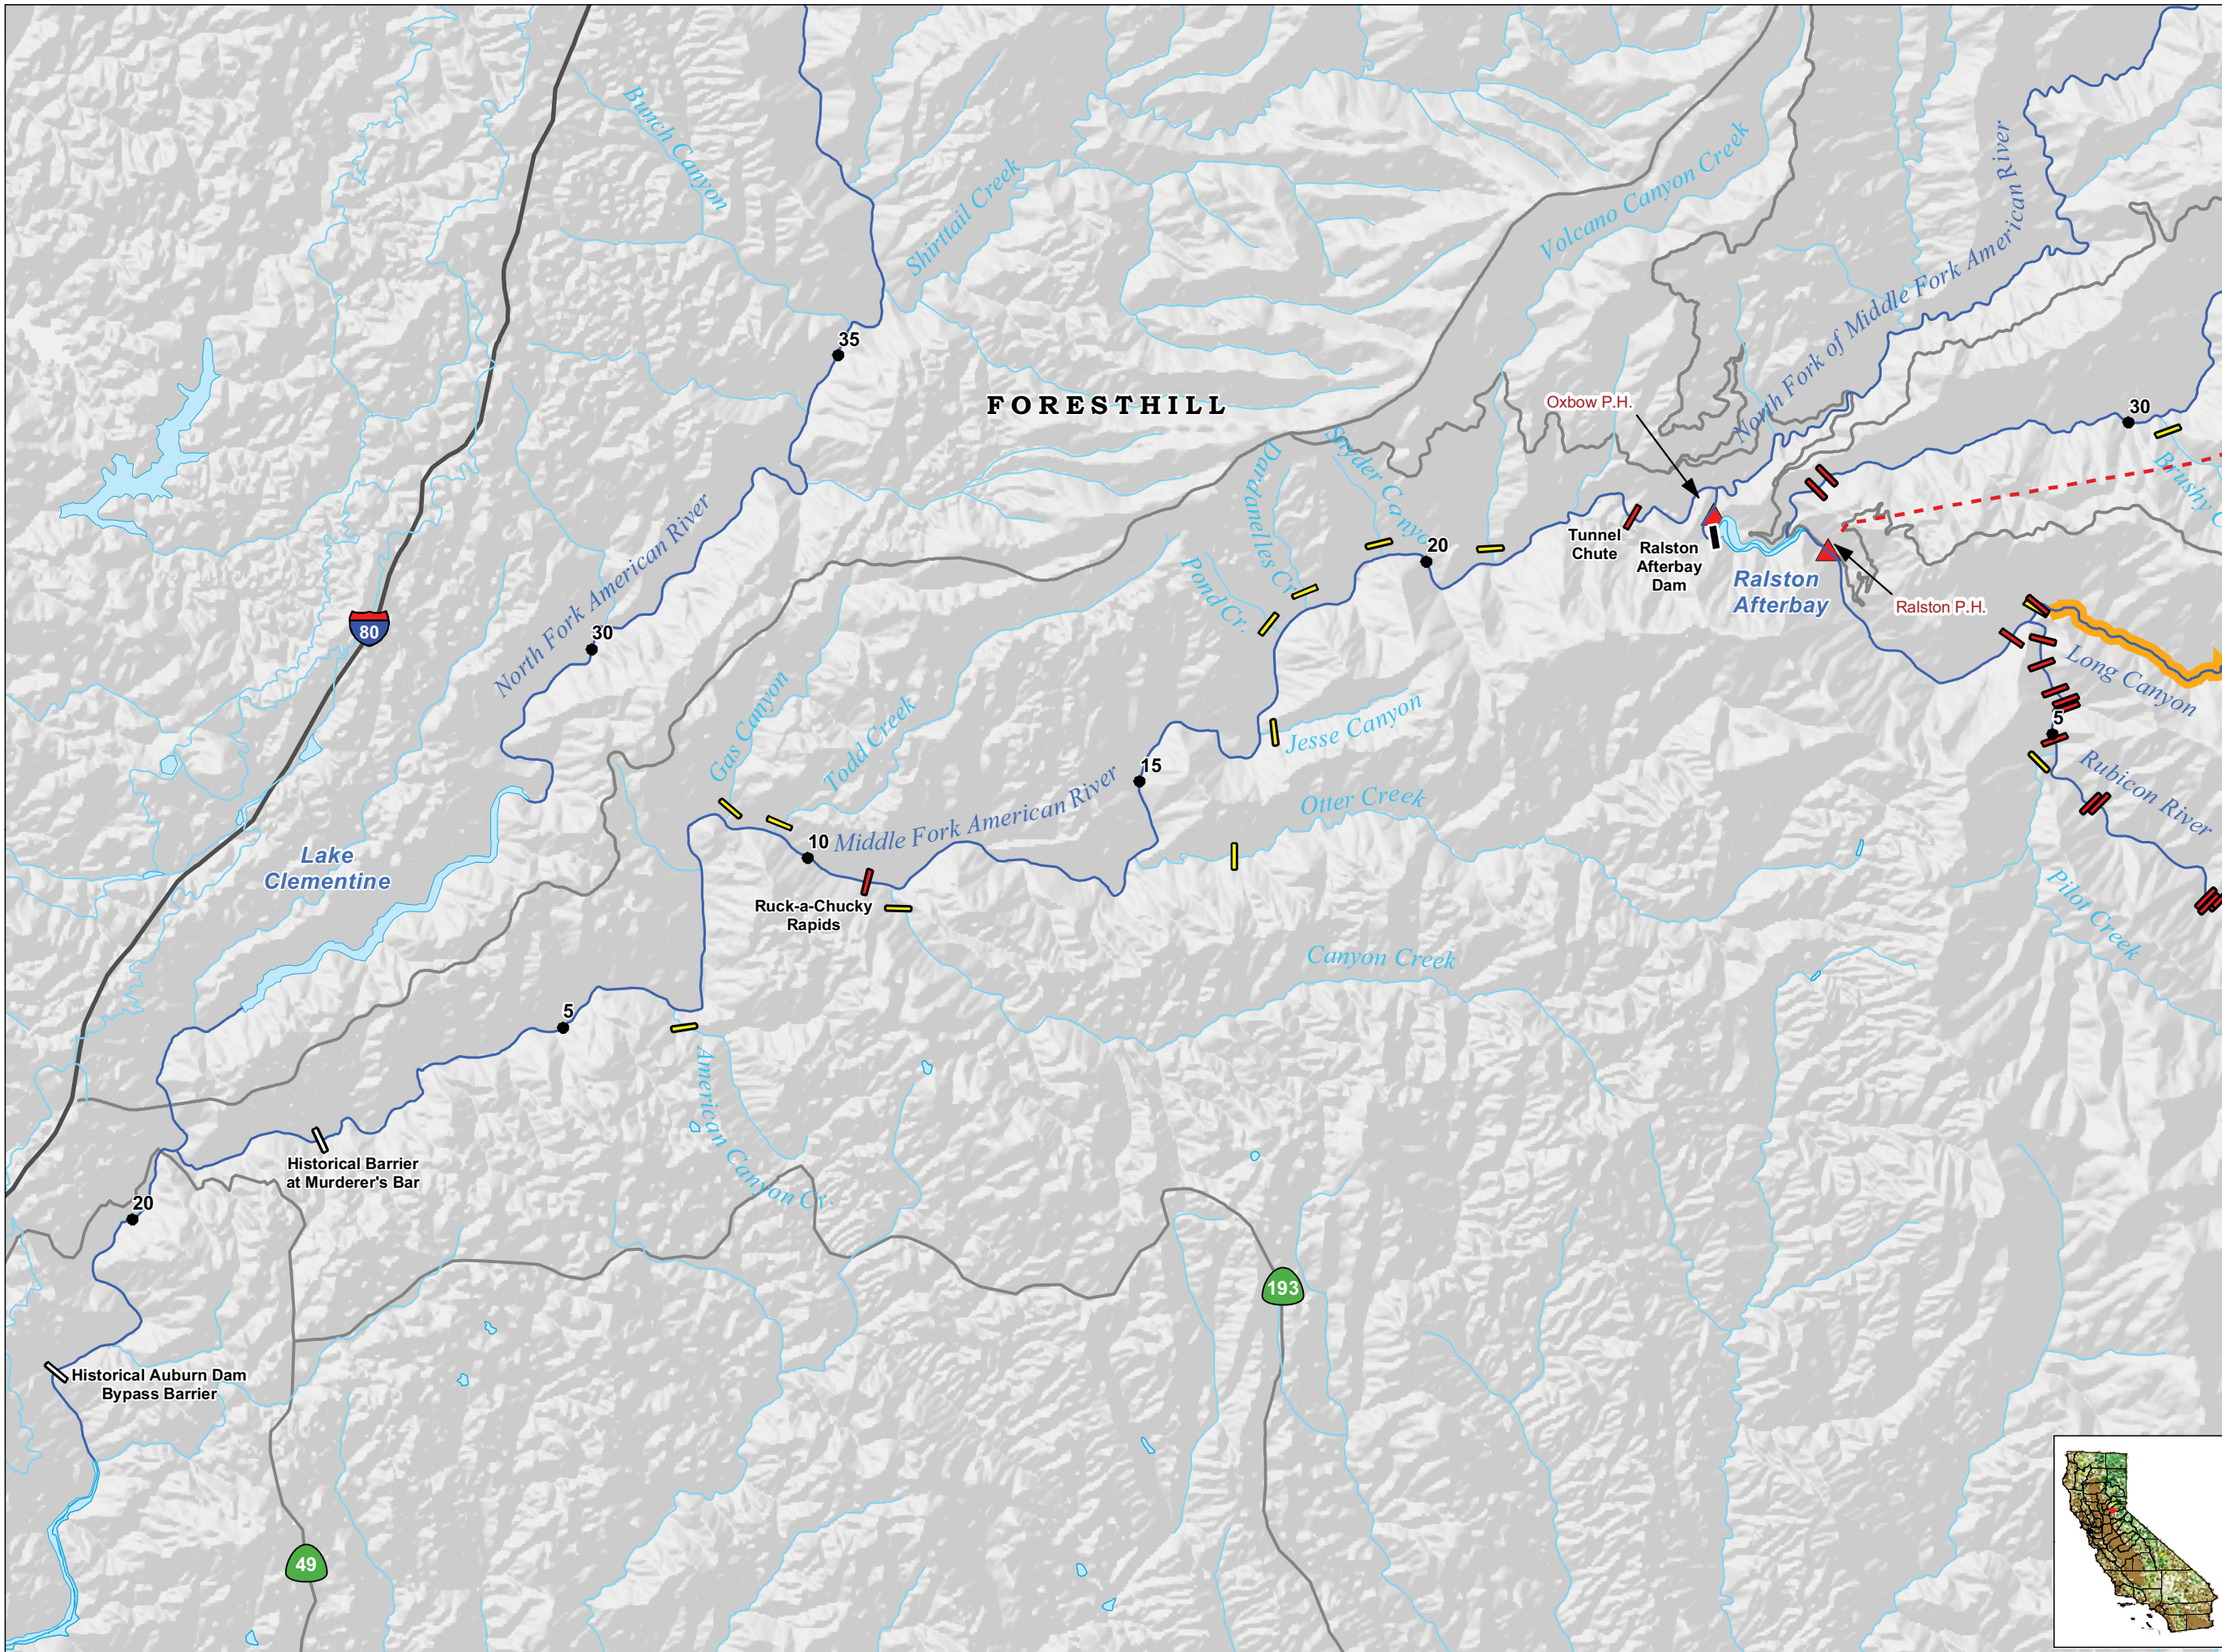 Bunch Canyon
Shirttail Creek
Volcano Canyon Creek
North Fork of Middle Fork American River
35
FORESTHILL
Oxbow P.H.
30
Brushy C
Snyder Canyo
Dardanelles Cr.
Pond Cr.
20
Tunnel
Chute
Ralston
Afterbay
Dam
Ralston
Afterbay
Ralston P.H.
North Fork American River
80
30
Long Canyon
5
Rubicon River
Pilot Creek
Gas Canyon
Todd Creek
Jesse Canyon
15
Otter Creek
Middle Fork American River
10
Lake
Clementine
Ruck-a-Chucky
Rapids
Canyon Creek
5
American Canyon Cr.
Historical Barrier
at Murderer's Bar
20
193
Historical Auburn Dam
Bypass Barrier
49